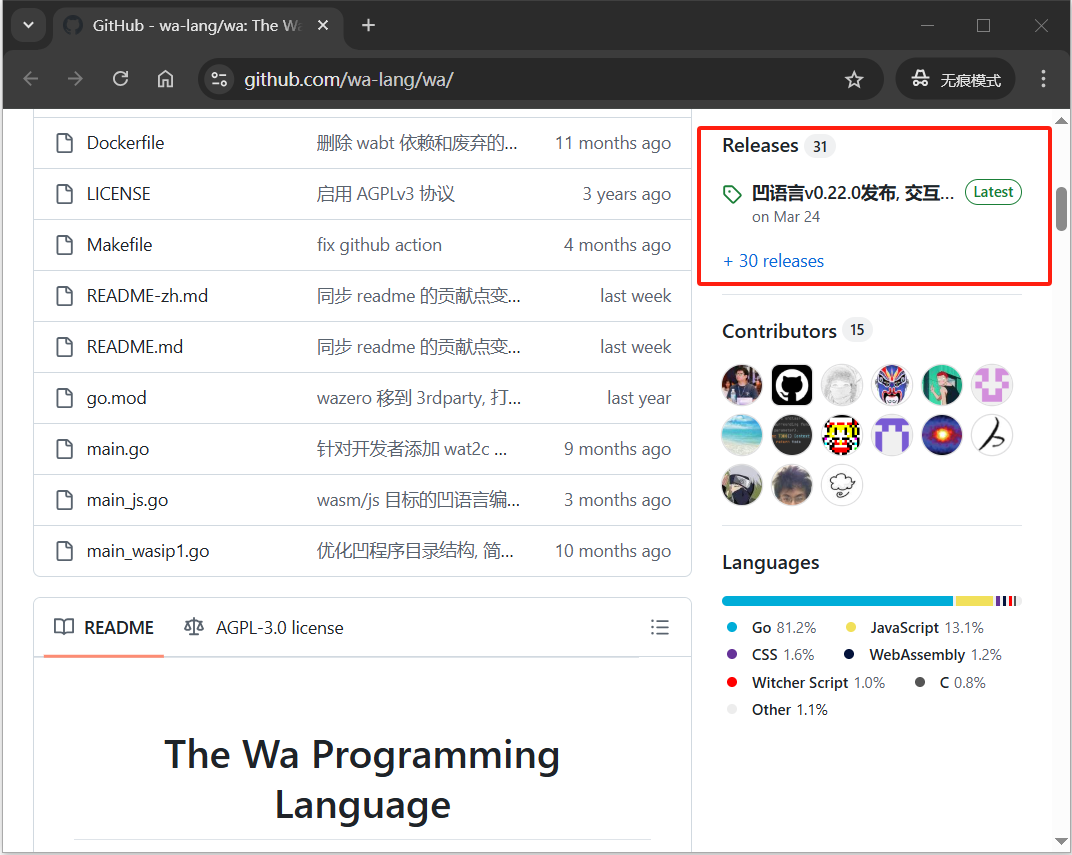 GitHub - wa-lang/wa: The Wa
github.com/wa-lang/wa/
无痕模式
Dockerfile 删除 wabt 依赖和废弃的... 11 months ago
LICENSE 启用 AGPLv3 协议 3 years ago
Makefile fix github action 4 months ago
README-zh.md 同步 readme 的贡献点变... last week
README.md 同步 readme 的贡献点变... last week
go.mod wazero 移到 3rdparty, 打... last year
main.go 针对开发者添加 wat2c ... 9 months ago
main_js.go wasm/js 目标的凹语言编... 3 months ago
main_wasip1.go 优化凹程序目录结构, 简... 10 months ago
README AGPL-3.0 license
The Wa Programming
Language
Releases 31
凹语言v0.22.0发布, 交互... Latest
on Mar 24
+ 30 releases
Contributors 15
Languages
Go 81.2% JavaScript 13.1%
CSS 1.6% WebAssembly 1.2%
Witcher Script 1.0% C 0.8%
Other 1.1%